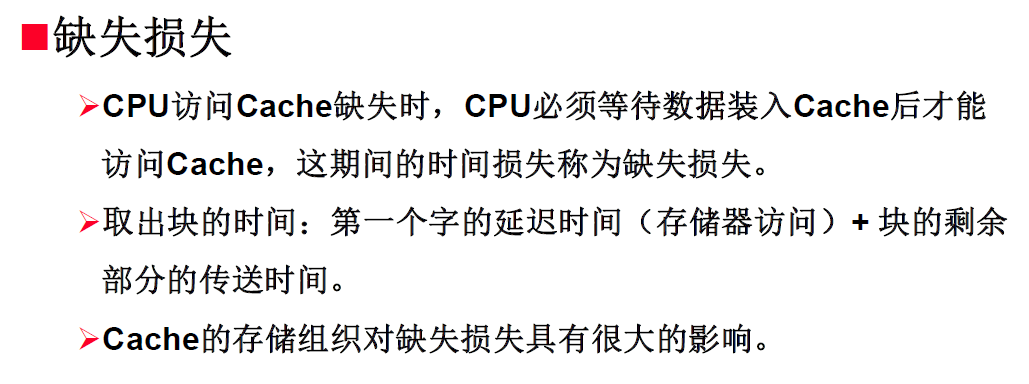 缺失损失
CPU访问Cache缺失时，CPU必须等待数据装入Cache后才能
访问Cache，这期间的时间损失称为缺失损失。
取出块的时间：第一个字的延迟时间（存储器访问）+ 块的剩余
部分的传送时间。
Cache的存储组织对缺失损失具有很大的影响。